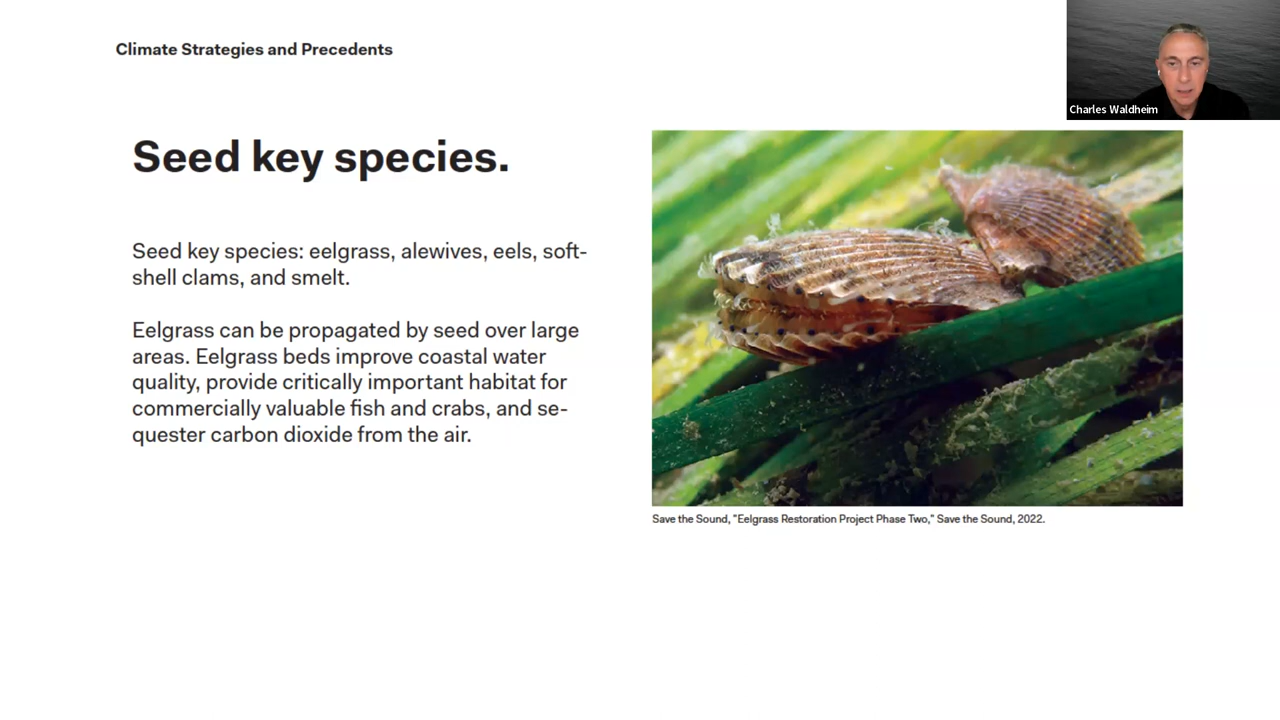 Climate Strategies and Precedents
Charles Waldheim
Seed key species.
Seed key species: eelgrass, alewives, eels, soft-
shell clams, and smelt.
Eelgrass can be propagated by seed over large
areas. Eelgrass beds improve coastal water
quality, provide critically important habitat for
commercially valuable fish and crabs, and se-
quester carbon dioxide from the air.
Save the Sound, "Eelgrass Restoration Project Phase Two," Save the Sound, 2022.